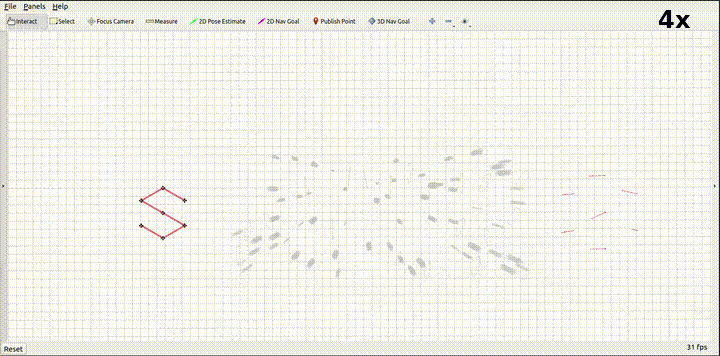 File Panels Help
Interact Select Focus Camera Measure 2D Pose Estimate 2D Nav Goal Publish Point 3D Nav Goal
4x
Reset 31 fps